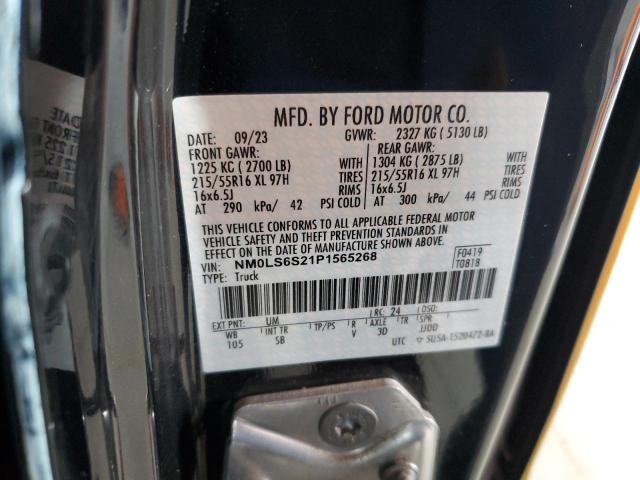 MFD. BY FORD MOTOR CO.
DATE: 09/23 GVWR: 2327 KG ( 5130 LB)
FRONT GAWR: REAR GAWR:
1225 KG ( 2700 LB) WITH 1304 KG ( 2875 LB) WITH
215/55R16 XL 97H TIRES 215/55R16 XL 97H TIRES
16x6.5J RIMS 16x6.5J RIMS
AT 290 kPa/ 42 PSI COLD AT 300 kPa/ 44 PSI COLD
THIS VEHICLE CONFORMS TO ALL APPLICABLE FEDERAL MOTOR
VEHICLE SAFETY AND THEFT PREVENTION STANDARDS IN EFFECT
ON THE DATE OF MANUFACTURE SHOWN ABOVE.
VIN: NM0LS6S21P1565268 F0419
TYPE: Truck T0818
EXT PNT: UM RC: 24 DSO:
WB INT TR TP/PS R AXLE TR SPR
105 SB V 3D JJDD
UTC SU5A-1520472-BA